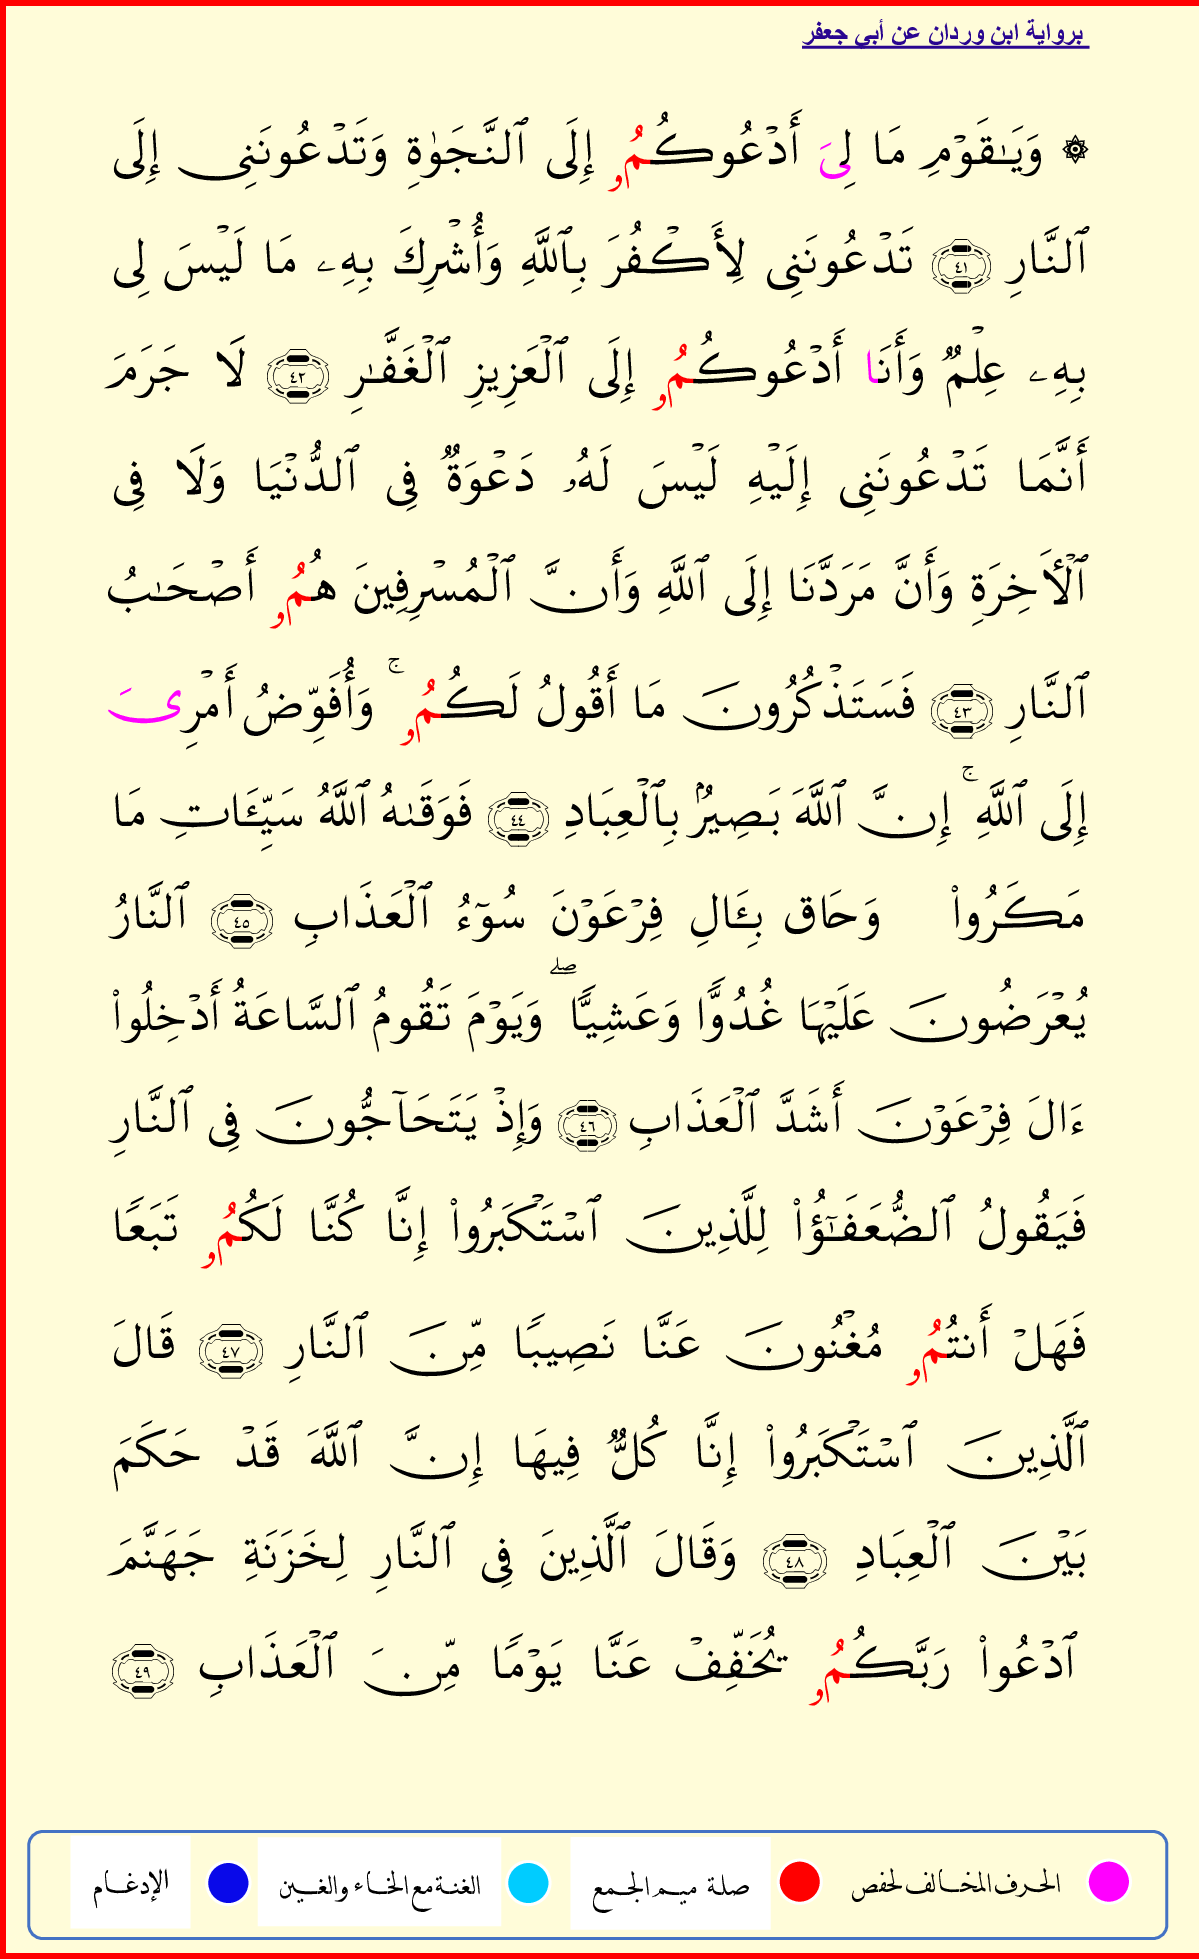 برواية ابن وردان عن أبي جعفر
۞ وَيَـٰقَوْمِ مَا لِىَ أَدْعُوكُمُۥ إِلَى ٱلنَّجَوٰةِ وَتَدْعُونَنِى إِلَى
ٱلنَّارِ ٤١ تَدْعُونَنِى لِأَكْفُرَ بِٱللَّهِ وَأُشْرِكَ بِهِۦ مَا لَيْسَ لِى
بِهِۦ عِلْمٌ وَأَنَا أَدْعُوكُمُۥ إِلَى ٱلْعَزِيزِ ٱلْغَفَّـٰرِ ٤٢ لَا جَرَمَ
أَنَّمَا تَدْعُونَنِى إِلَيْهِ لَيْسَ لَهُۥ دَعْوَةٌ فِى ٱلدُّنْيَا وَلَا فِى
ٱلْأَخِرَةِ وَأَنَّ مَرَدَّنَا إِلَى ٱللَّهِ وَأَنَّ ٱلْمُسْرِفِينَ هُمُۥ أَصْحَـٰبُ
ٱلنَّارِ ٤٣ فَسَتَذْكُرُونَ مَا أَقُولُ لَكُمُۥ ۚ وَأُفَوِّضُ أَمْرِىَ
إِلَى ٱللَّهِ ۚ إِنَّ ٱللَّهَ بَصِيرٌۢ بِٱلْعِبَادِ ٤٤ فَوَقَىٰهُ ٱللَّهُ سَيِّـَٔاتِ مَا
مَكَرُوا۟ وَحَاق بِـَٔالِ فِرْعَوْنَ سُوٓءُ ٱلْعَذَابِ ٤٥ ٱلنَّارُ
يُعْرَضُونَ عَلَيْهَا غُدُوًّا وَعَشِيًّا ۖ وَيَوْمَ تَقُومُ ٱلسَّاعَةُ أَدْخِلُوا۟
ءَالَ فِرْعَوْنَ أَشَدَّ ٱلْعَذَابِ ٤٦ وَإِذْ يَتَحَآجُّونَ فِى ٱلنَّارِ
فَيَقُولُ ٱلضُّعَفَـٰٓؤُا۟ لِلَّذِينَ ٱسْتَكْبَرُوا۟ إِنَّا كُنَّا لَكُمُۥ تَبَعًا
فَهَلْ أَنتُمُۥ مُغْنُونَ عَنَّا نَصِيبًا مِّنَ ٱلنَّارِ ٤٧ قَالَ
ٱلَّذِينَ ٱسْتَكْبَرُوا۟ إِنَّا كُلٌّ فِيهَا إِنَّ ٱللَّهَ قَدْ حَكَمَ
بَيْنَ ٱلْعِبَادِ ٤٨ وَقَالَ ٱلَّذِينَ فِى ٱلنَّارِ لِخَزَنَةِ جَهَنَّمَ
ٱدْعُوا۟ رَبَّكُمُۥ يُخَفِّفْ عَنَّا يَوْمًا مِّنَ ٱلْعَذَابِ ٤٩
الحرف المخالف لحفص صلة ميم الجمع الغنة مع الخاء والغين الإدغام